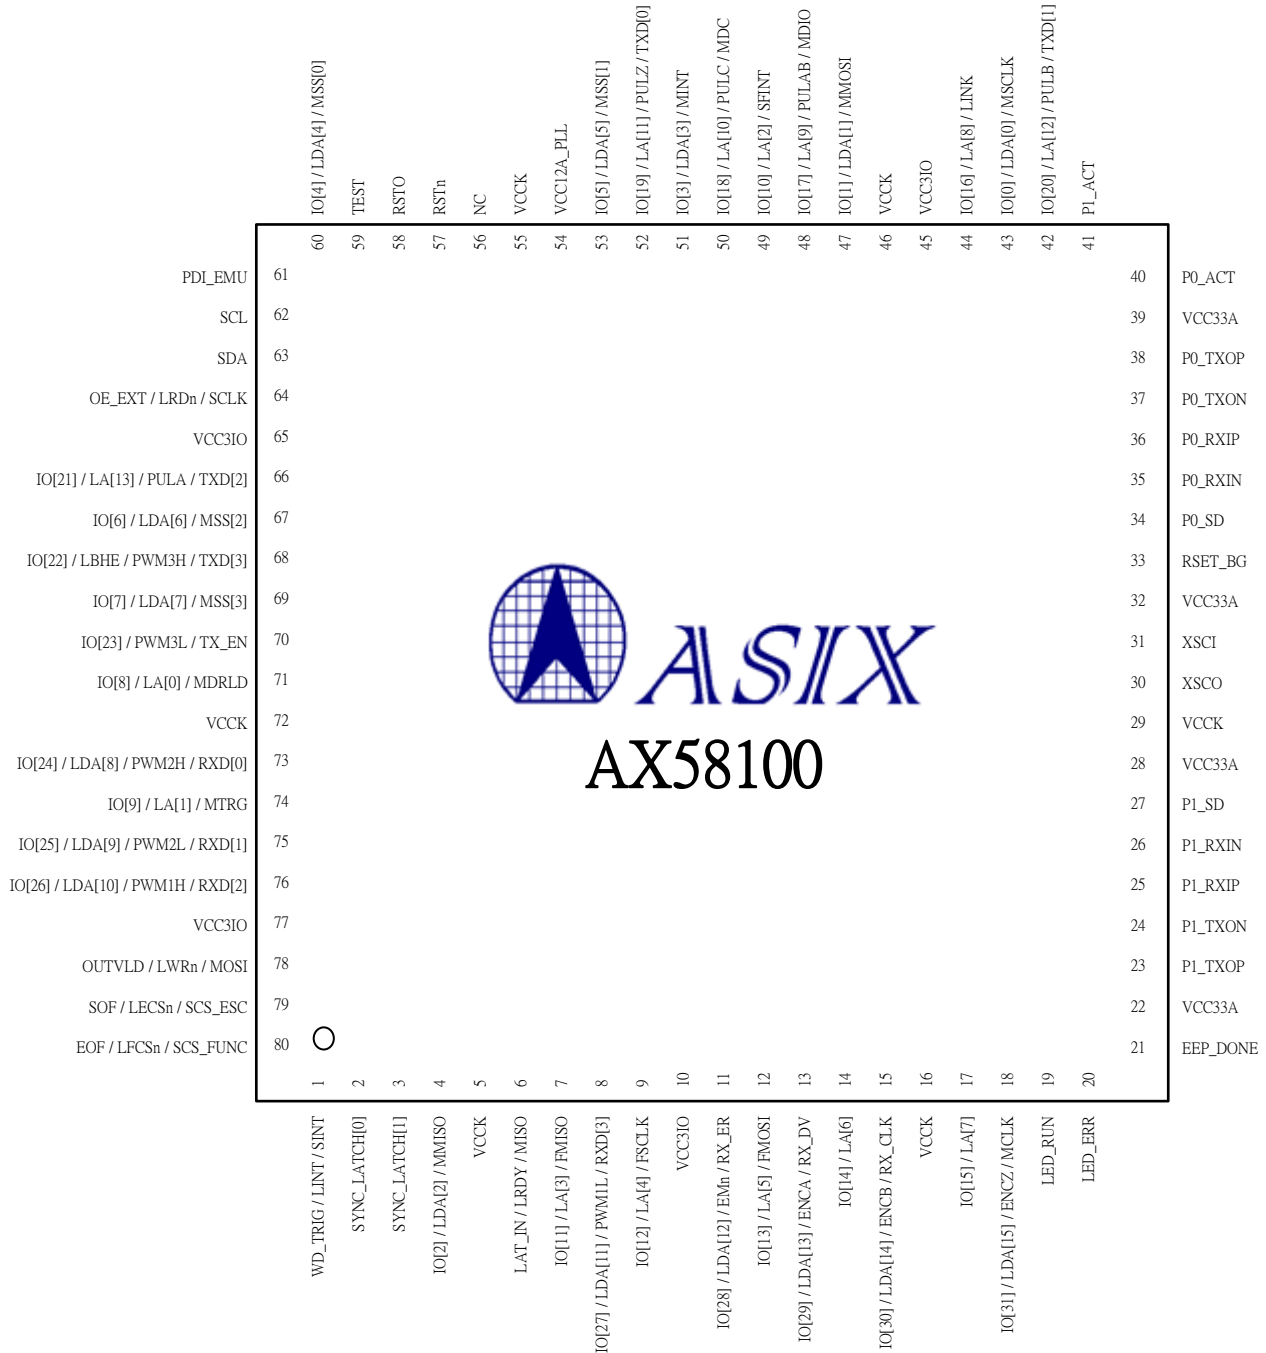 IO[4] / LDA[4] / MSS[0]
TEST
RSTO
RSTn
NC
VCCK
VCC12A_PLL
IO[5] / LDA[5] / MSS[1]
IO[19] / LA[11] / PULZ / TXD[0]
IO[3] / LDA[3] / MINT
IO[18] / LA[10] / PULC / MDC
IO[10] / LA[2] / SFINT
IO[17] / LA[9] / PULAB / MDIO
IO[1] / LDA[1] / MMOSI
VCCK
VCC3IO
IO[16] / LA[8] / LINK
IO[0] / LDA[0] / MSCLK
IO[20] / LA[12] / PULB / TXD[1]
P1_ACT
60
59
58
57
56
55
54
53
52
51
50
49
48
47
46
45
44
43
42
41
PDI_EMU 61
SCL 62
SDA 63
OE_EXT / LRDn / SCLK 64
VCC3IO 65
IO[21] / LA[13] / PULA / TXD[2] 66
IO[6] / LDA[6] / MSS[2] 67
IO[22] / LBHE / PWM3H / TXD[3] 68
IO[7] / LDA[7] / MSS[3] 69
IO[23] / PWM3L / TX_EN 70
IO[8] / LA[0] / MDRLD 71
VCCK 72
IO[24] / LDA[8] / PWM2H / RXD[0] 73
IO[9] / LA[1] / MTRG 74
IO[25] / LDA[9] / PWM2L / RXD[1] 75
IO[26] / LDA[10] / PWM1H / RXD[2] 76
VCC3IO 77
OUTVLD / LWRn / MOSI 78
SOF / LECSn / SCS_ESC 79
EOF / LFCSn / SCS_FUNC 80
ASIX
AX58100
40 P0_ACT
39 VCC33A
38 P0_TXOP
37 P0_TXON
36 P0_RXIP
35 P0_RXIN
34 P0_SD
33 RSET_BG
32 VCC33A
31 XSCI
30 XSCO
29 VCCK
28 VCC33A
27 P1_SD
26 P1_RXIN
25 P1_RXIP
24 P1_TXON
23 P1_TXOP
22 VCC33A
21 EEP_DONE
1
2
3
4
5
6
7
8
9
10
11
12
13
14
15
16
17
18
19
20
WD_TRIG / LINT / SINT
SYNC_LATCH[0]
SYNC_LATCH[1]
IO[2] / LDA[2] / MMISO
VCCK
LAT_IN / LRDY / MISO
IO[11] / LA[3] / FMISO
IO[27] / LDA[11] / PWM1L / RXD[3]
IO[12] / LA[4] / FSCLK
VCC3IO
IO[28] / LDA[12] / EMn / RX_ER
IO[13] / LA[5] / FMOSI
IO[29] / LDA[13] / ENCA / RX_DV
IO[14] / LA[6]
IO[30] / LDA[14] / ENCB / RX_CLK
VCCK
IO[15] / LA[7]
IO[31] / LDA[15] / ENCZ / MCLK
LED_RUN
LED_ERR